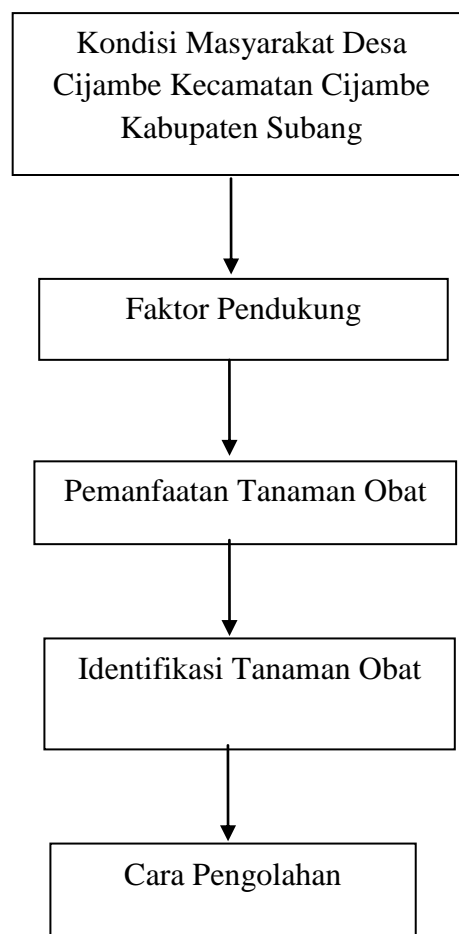 Kondisi Masyarakat Desa
Cijambe Kecamatan Cijambe
Kabupaten Subang
Faktor Pendukung
Pemanfaatan Tanaman Obat
Identifikasi Tanaman Obat
Cara Pengolahan